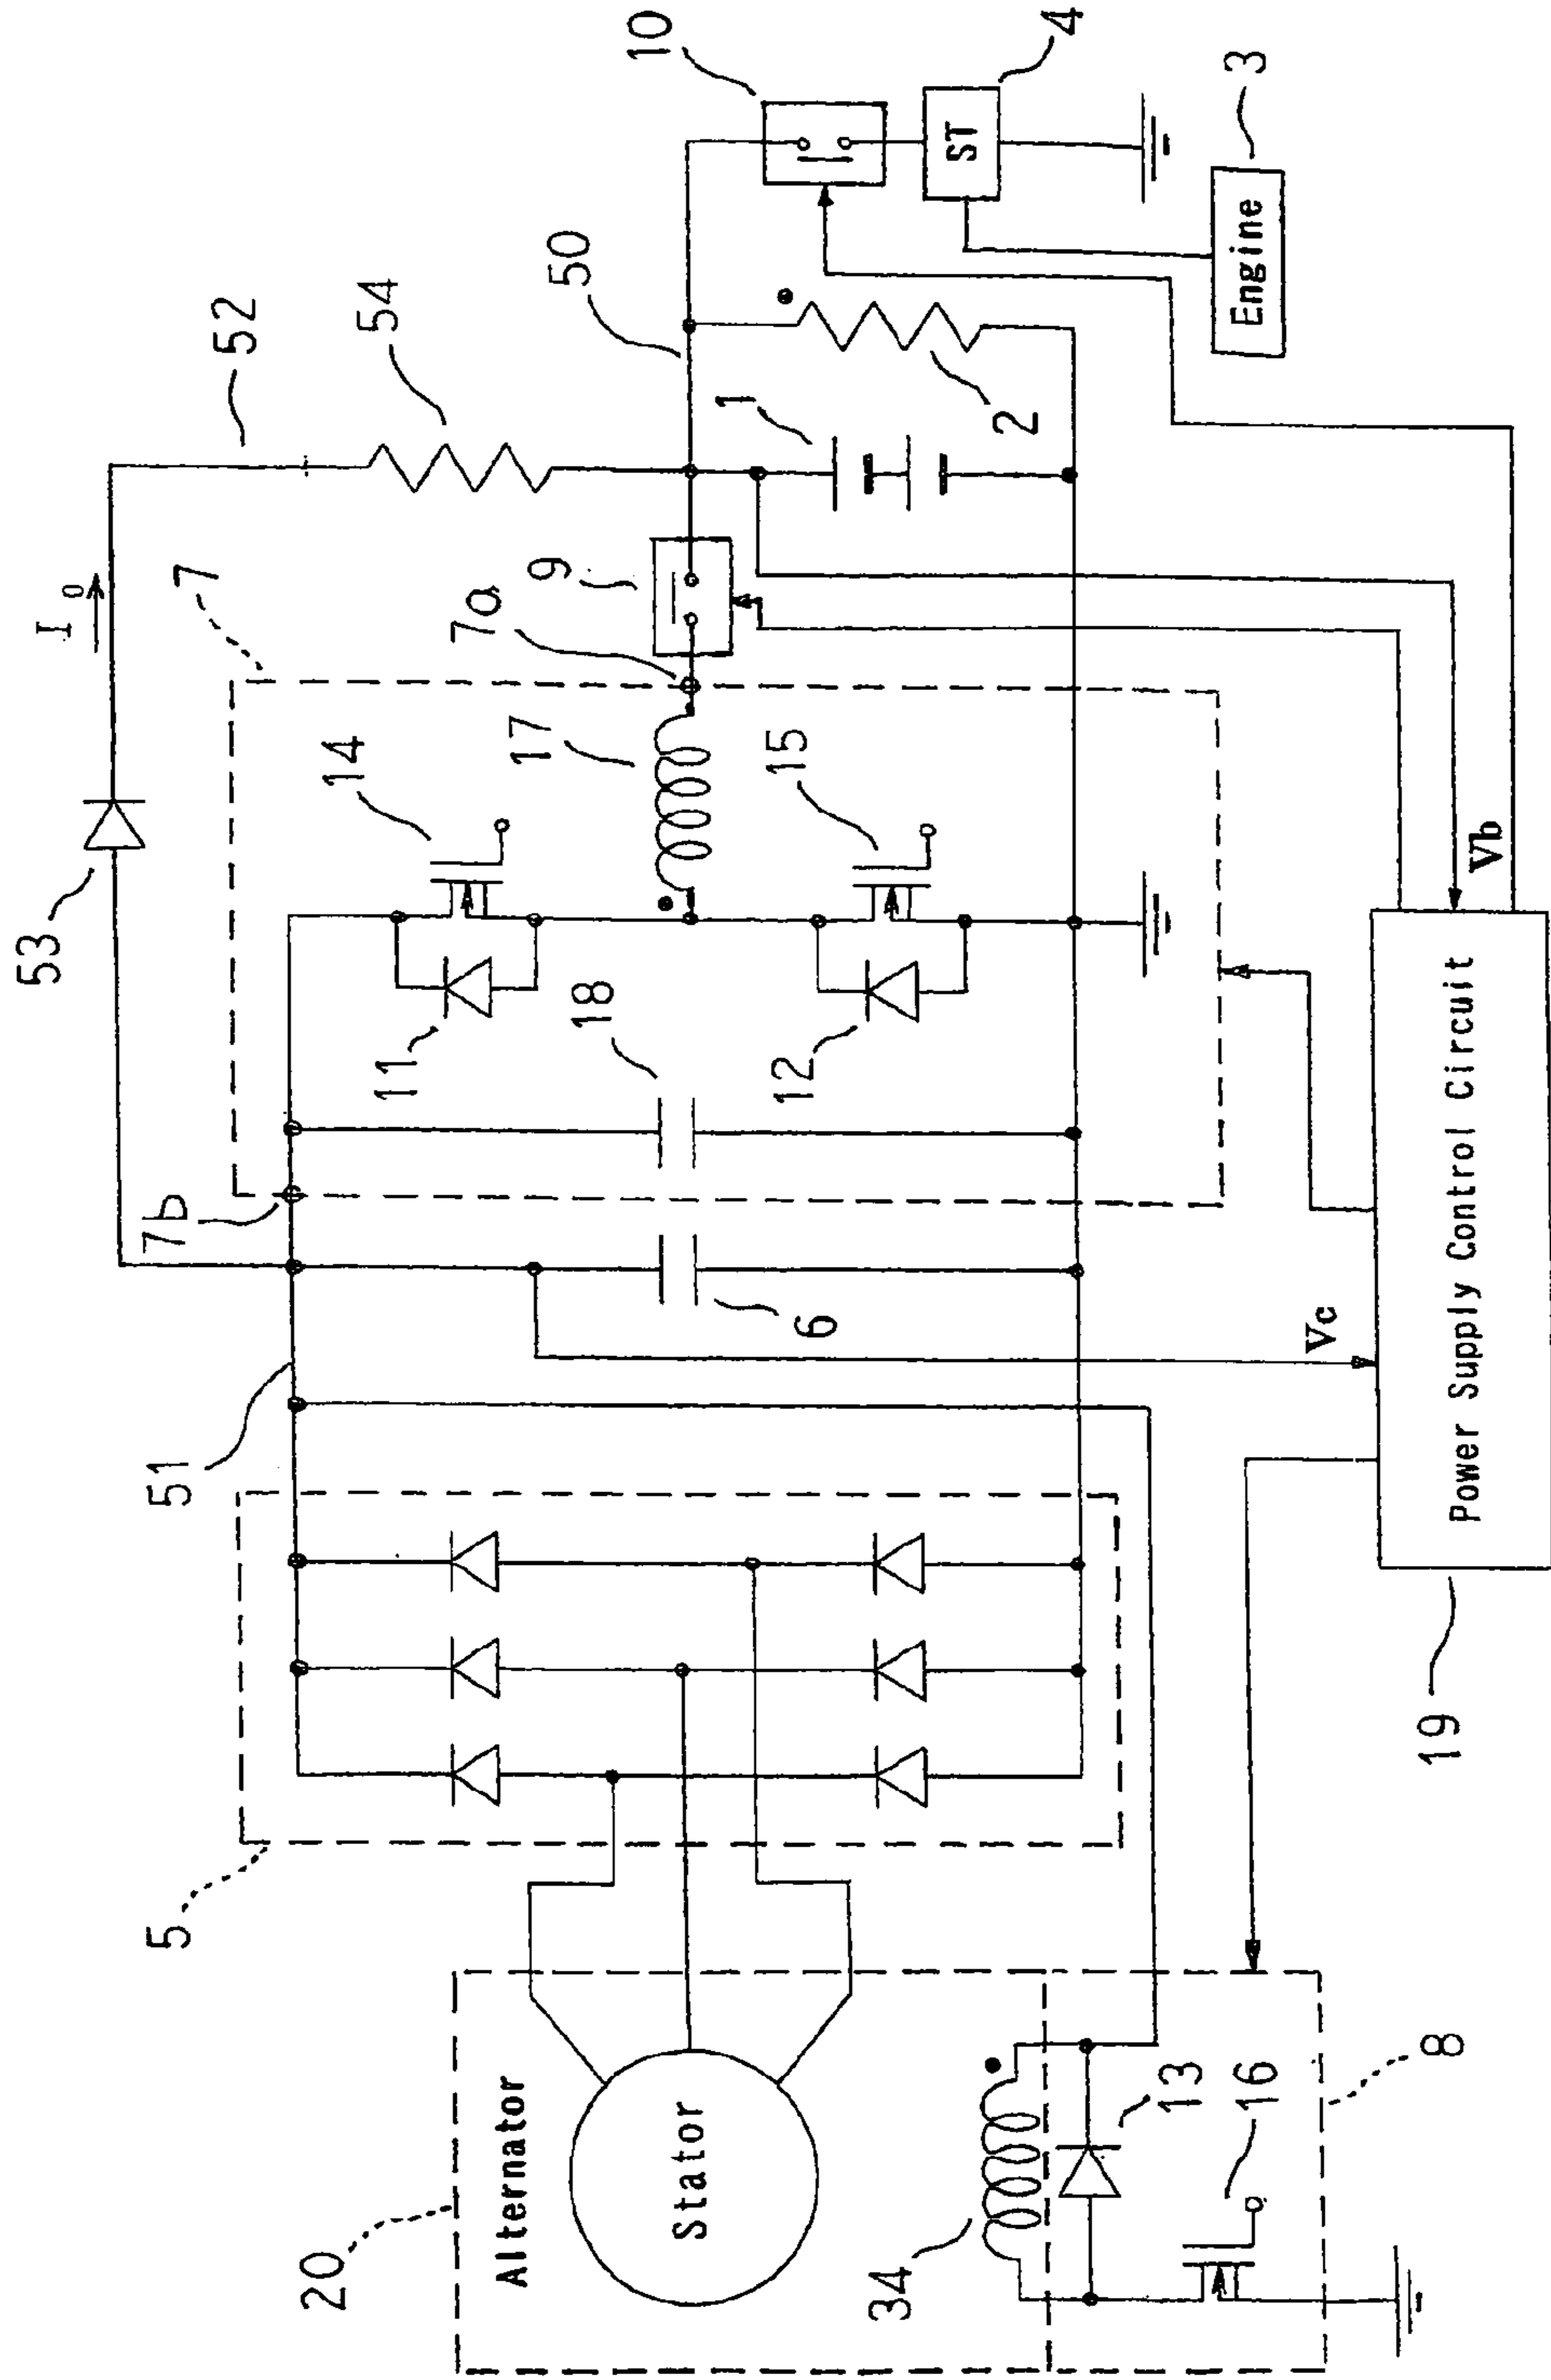 I 0
52
54
53
7
9
7a
50
10
4
ST
3
Engine
14
17
15
1
2
11
18
12
7b
51
6
Vc
Vb
Power Supply Control Circuit
19
5
20
Alternator
Stator
34
13
16
8